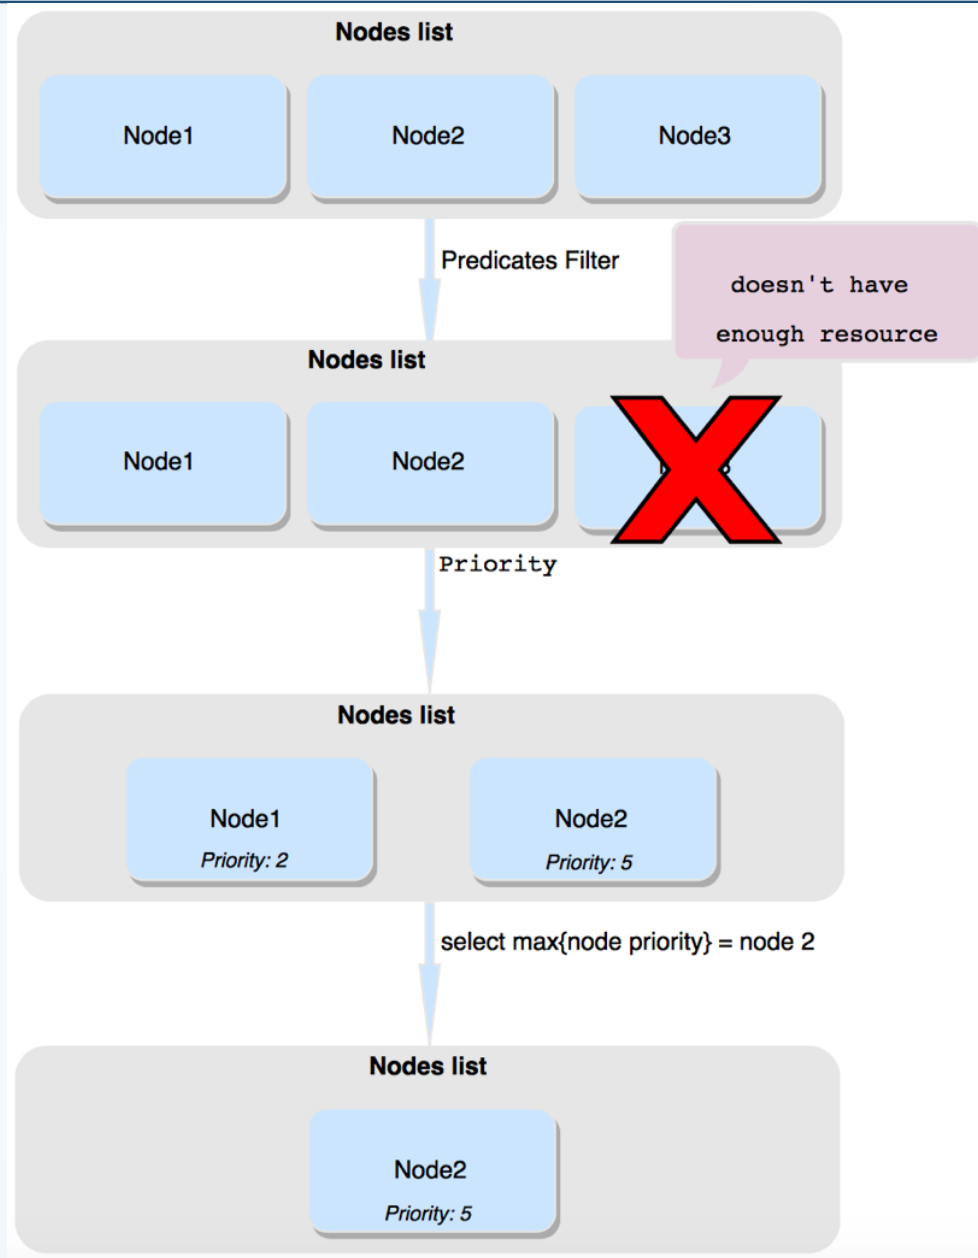 Nodes list
Node1
Node2
Node3
Predicates Filter
doesn't have
enough resource
Nodes list
Node1
Node2
Priority
Nodes list
Node1
Priority: 2
Node2
Priority: 5
select max{node priority} = node 2
Nodes list
Node2
Priority: 5